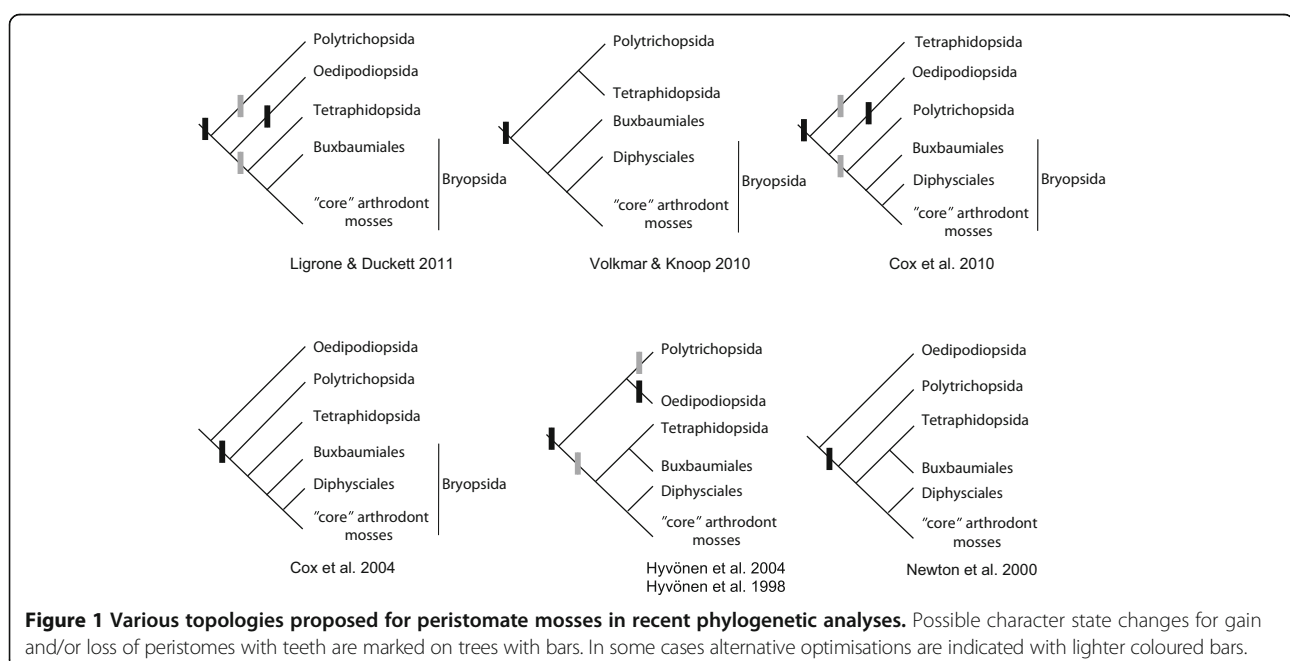 Polytrichopsida
Oedipodiopsida
Tetraphidopsida
Buxbaumiales
Bryopsida
"core" arthrodont
mosses
Ligrone & Duckett 2011
Polytrichopsida
Tetraphidopsida
Buxbaumiales
Diphysciales
Bryopsida
"core" arthrodont
mosses
Volkmar & Knoop 2010
Tetraphidopsida
Oedipodiopsida
Polytrichopsida
Buxbaumiales
Diphysciales
Bryopsida
"core" arthrodont
mosses
Cox et al. 2010
Oedipodiopsida
Polytrichopsida
Tetraphidopsida
Buxbaumiales
Diphysciales
Bryopsida
"core" arthrodont
mosses
Cox et al. 2004
Polytrichopsida
Oedipodiopsida
Tetraphidopsida
Buxbaumiales
Diphysciales
"core" arthrodont
mosses
Hyvönen et al. 2004
Hyvönen et al. 1998
Oedipodiopsida
Polytrichopsida
Tetraphidopsida
Buxbaumiales
Diphysciales
"core" arthrodont
mosses
Newton et al. 2000
Figure 1 Various topologies proposed for peristomate mosses in recent phylogenetic analyses. Possible character state changes for gain
and/or loss of peristomes with teeth are marked on trees with bars. In some cases alternative optimisations are indicated with lighter coloured bars.